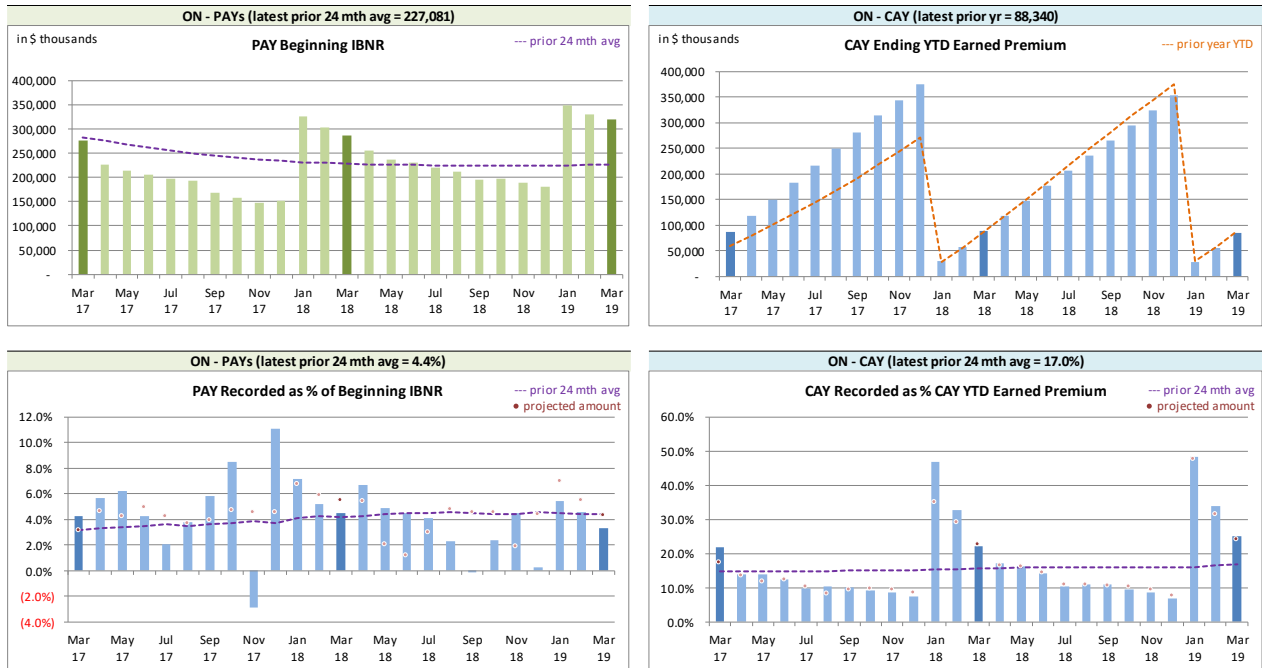 ON - PAYs (latest prior 24 mth avg = 227,081)
in $ thousands
PAY Beginning IBNR
--- prior 24 mth avg
400,000
350,000
300,000
250,000
200,000
150,000
100,000
50,000
-
Mar May Jul Sep Nov Jan Mar May Jul Sep Nov Jan Mar
17 17 17 17 17 18 18 18 18 18 18 19 19
ON - CAY (latest prior yr = 88,340)
in $ thousands
CAY Ending YTD Earned Premium
--- prior year YTD
400,000
350,000
300,000
250,000
200,000
150,000
100,000
50,000
-
Mar May Jul Sep Nov Jan Mar May Jul Sep Nov Jan Mar
17 17 17 17 17 18 18 18 18 18 18 19 19
ON - PAYs (latest prior 24 mth avg = 4.4%)
PAY Recorded as % of Beginning IBNR
--- prior 24 mth avg
• projected amount
12.0%
10.0%
8.0%
6.0%
4.0%
2.0%
0.0%
(2.0%)
(4.0%)
Mar May Jul Sep Nov Jan Mar May Jul Sep Nov Jan Mar
17 17 17 17 17 18 18 18 18 18 18 19 19
ON - CAY (latest prior 24 mth avg = 17.0%)
CAY Recorded as % CAY YTD Earned Premium
--- prior 24 mth avg
• projected amount
60.0%
50.0%
40.0%
30.0%
20.0%
10.0%
0.0%
Mar May Jul Sep Nov Jan Mar May Jul Sep Nov Jan Mar
17 17 17 17 17 18 18 18 18 18 18 19 19